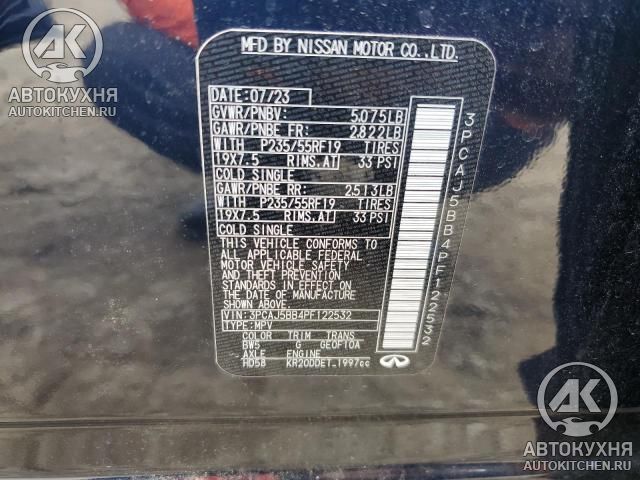 АК
АВТОКУХНЯ
AUTOKITCHEN.RU
MFD BY NISSAN MOTOR CO.,LTD.
DATE: 07/23
GVWR/PNBV: 5,075LB
GAWR/PNBE FR: 2,822LB
WITH P235/55RF19 TIRES
19X7.5 RIMS,AT 33 PSI
COLD SINGLE
GAWR/PNBE RR: 2513LB
WITH P235/55RF19 TIRES
19X7.5 RIMS,AT 33 PSI
COLD SINGLE
THIS VEHICLE CONFORMS TO
ALL APPLICABLE FEDERAL
MOTOR VEHICLE SAFETY
AND THEFT PREVENTION
STANDARDS IN EFFECT ON
THE DATE OF MANUFACTURE
SHOWN ABOVE.
VIN: 3PCAJ5BB4PF122532
TYPE: MPV
COLOR TRIM TRANS
BW5 G GE0F10A
AXLE ENGINE
HD58 KR20DDET 1997cc
3PCAJ5BB4PF122532
АК
АВТОКУХНЯ
AUTOKITCHEN.RU